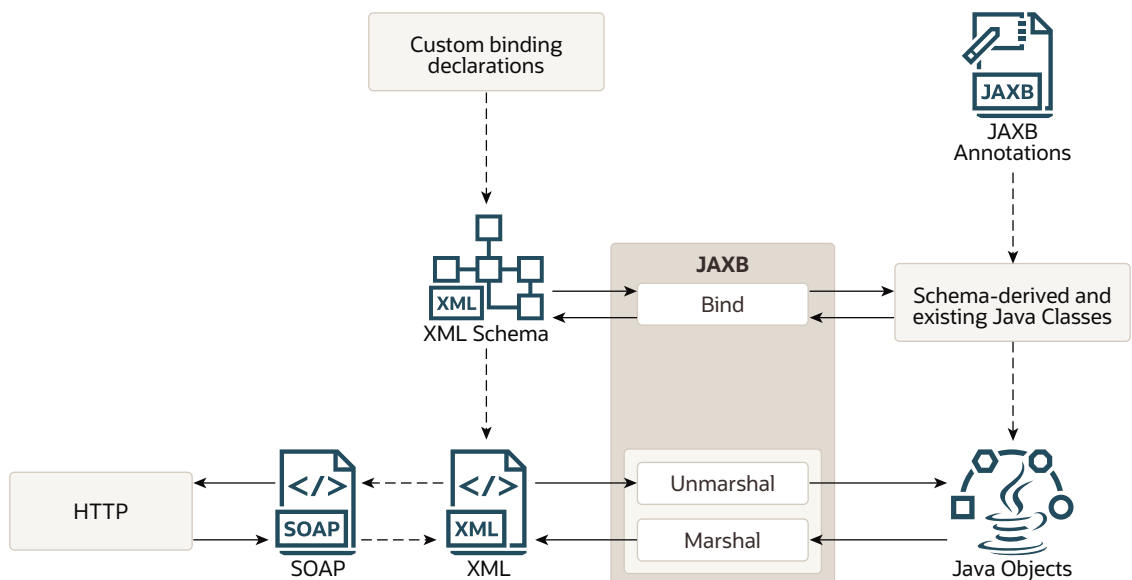 Custom binding
declarations
JAXB
JAXB
Annotations
JAXB
XML
XML Schema
Bind
Schema-derived and
existing Java Classes
HTTP
</>
SOAP
SOAP
</>
XML
XML
Unmarshal
Marshal
Java Objects